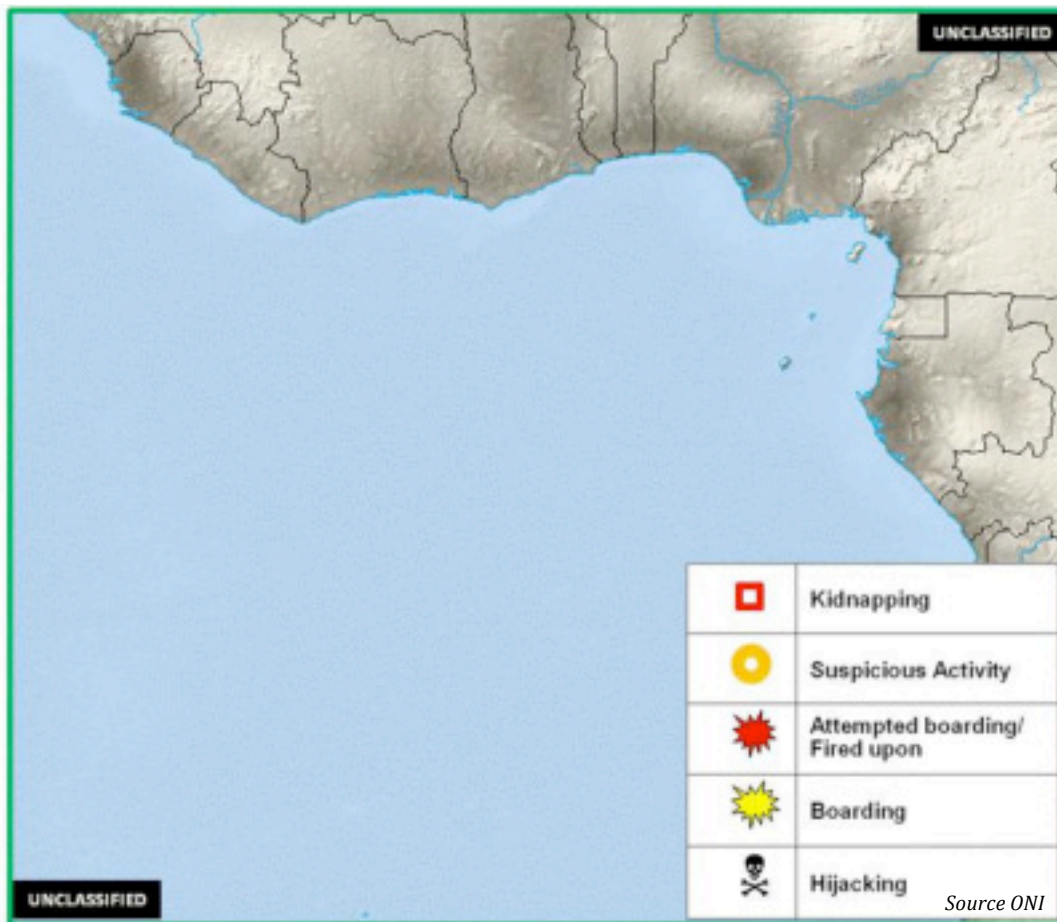 UNCLASSIFIED
Kidnapping
Suspicious Activity
Attempted boarding/
Fired upon
Boarding
Hijacking
UNCLASSIFIED
Source ONI